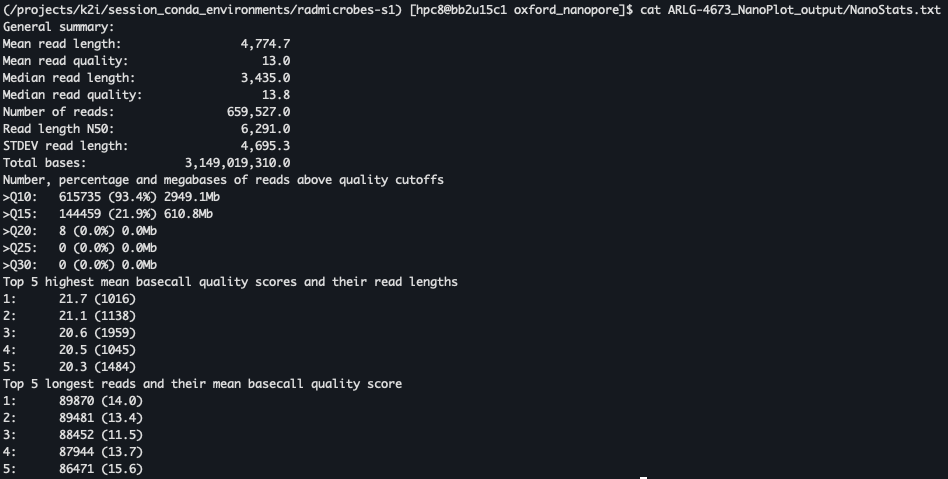 (/projects/k2i/session_conda_environments/radmicrobes-s1) [hpc8@bb2u15c1 oxford_nanopore]$ cat ARLG-4673_NanoPlot_output/NanoStats.txt
General summary:
Mean read length: 4,774.7
Mean read quality: 13.0
Median read length: 3,435.0
Median read quality: 13.8
Number of reads: 659,527.0
Read length N50: 6,291.0
STDEV read length: 4,695.3
Total bases: 3,149,019,310.0
Number, percentage and megabases of reads above quality cutoffs
>Q10: 615735 (93.4%) 2949.1Mb
>Q15: 144459 (21.9%) 610.8Mb
>Q20: 8 (0.0%) 0.0Mb
>Q25: 0 (0.0%) 0.0Mb
>Q30: 0 (0.0%) 0.0Mb
Top 5 highest mean basecall quality scores and their read lengths
1: 21.7 (1016)
2: 21.1 (1138)
3: 20.6 (1959)
4: 20.5 (1045)
5: 20.3 (1484)
Top 5 longest reads and their mean basecall quality score
1: 89870 (14.0)
2: 89481 (13.4)
3: 88452 (11.5)
4: 87944 (13.7)
5: 86471 (15.6)